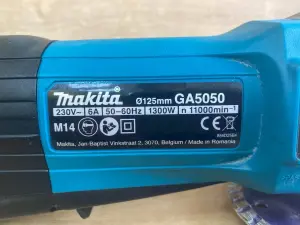 makita Ø125mm GA5050
230V~ 6A 50-60Hz 1300W n 11000min⁻¹
M14
Makita, Jan-Baptist Vinkstraat 2, 3070, Belgium / Made in Romania